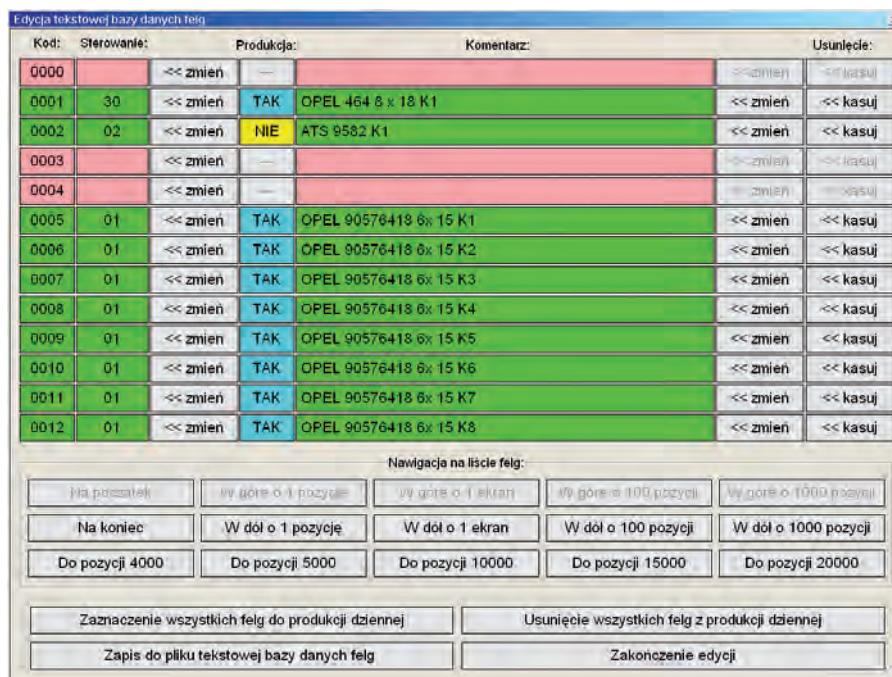 Edycja tekstowej bazy danych felg
Kod: Sterowanie: Produkcja: Komentarz: Usunięcie:
0000 << zmień --- << zmień << kasuj
0001 30 << zmień TAK OPEL 464 8 x 18 K1 << zmień << kasuj
0002 02 << zmień NIE ATS 9582 K1 << zmień << kasuj
0003 << zmień --- << zmień << kasuj
0004 << zmień --- << zmień << kasuj
0005 01 << zmień TAK OPEL 90576418 6x 15 K1 << zmień << kasuj
0006 01 << zmień TAK OPEL 90576418 6x 15 K2 << zmień << kasuj
0007 01 << zmień TAK OPEL 90576418 6x 15 K3 << zmień << kasuj
0008 01 << zmień TAK OPEL 90576418 6x 15 K4 << zmień << kasuj
0009 01 << zmień TAK OPEL 90576418 6x 15 K5 << zmień << kasuj
0010 01 << zmień TAK OPEL 90576418 6x 15 K6 << zmień << kasuj
0011 01 << zmień TAK OPEL 90576418 6x 15 K7 << zmień << kasuj
0012 01 << zmień TAK OPEL 90576418 6x 15 K8 << zmień << kasuj
Nawigacja na liście felg:
Na początek W górę o 1 pozycję W górę o 1 ekran W górę o 100 pozycji W górę o 1000 pozycji
Na koniec W dół o 1 pozycję W dół o 1 ekran W dół o 100 pozycji W dół o 1000 pozycji
Do pozycji 4000 Do pozycji 5000 Do pozycji 10000 Do pozycji 15000 Do pozycji 20000
Zaznaczenie wszystkich felg do produkcji dziennej Usunięcie wszystkich felg z produkcji dziennej
Zapis do pliku tekstowej bazy danych felg Zakończenie edycji